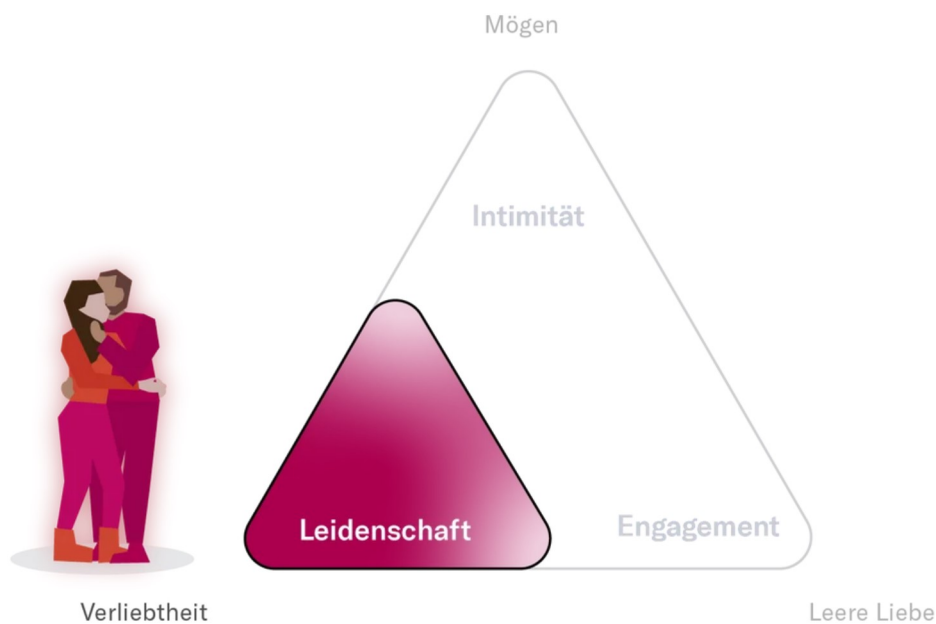 Mögen
Intimität
Leidenschaft
Engagement
Verliebtheit
Leere Liebe